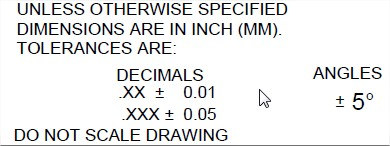 UNLESS OTHERWISE SPECIFIED
DIMENSIONS ARE IN INCH (MM).
TOLERANCES ARE:
DECIMALS ANGLES
.XX ± 0.01
.XXX ± 0.05 ± 5°
DO NOT SCALE DRAWING